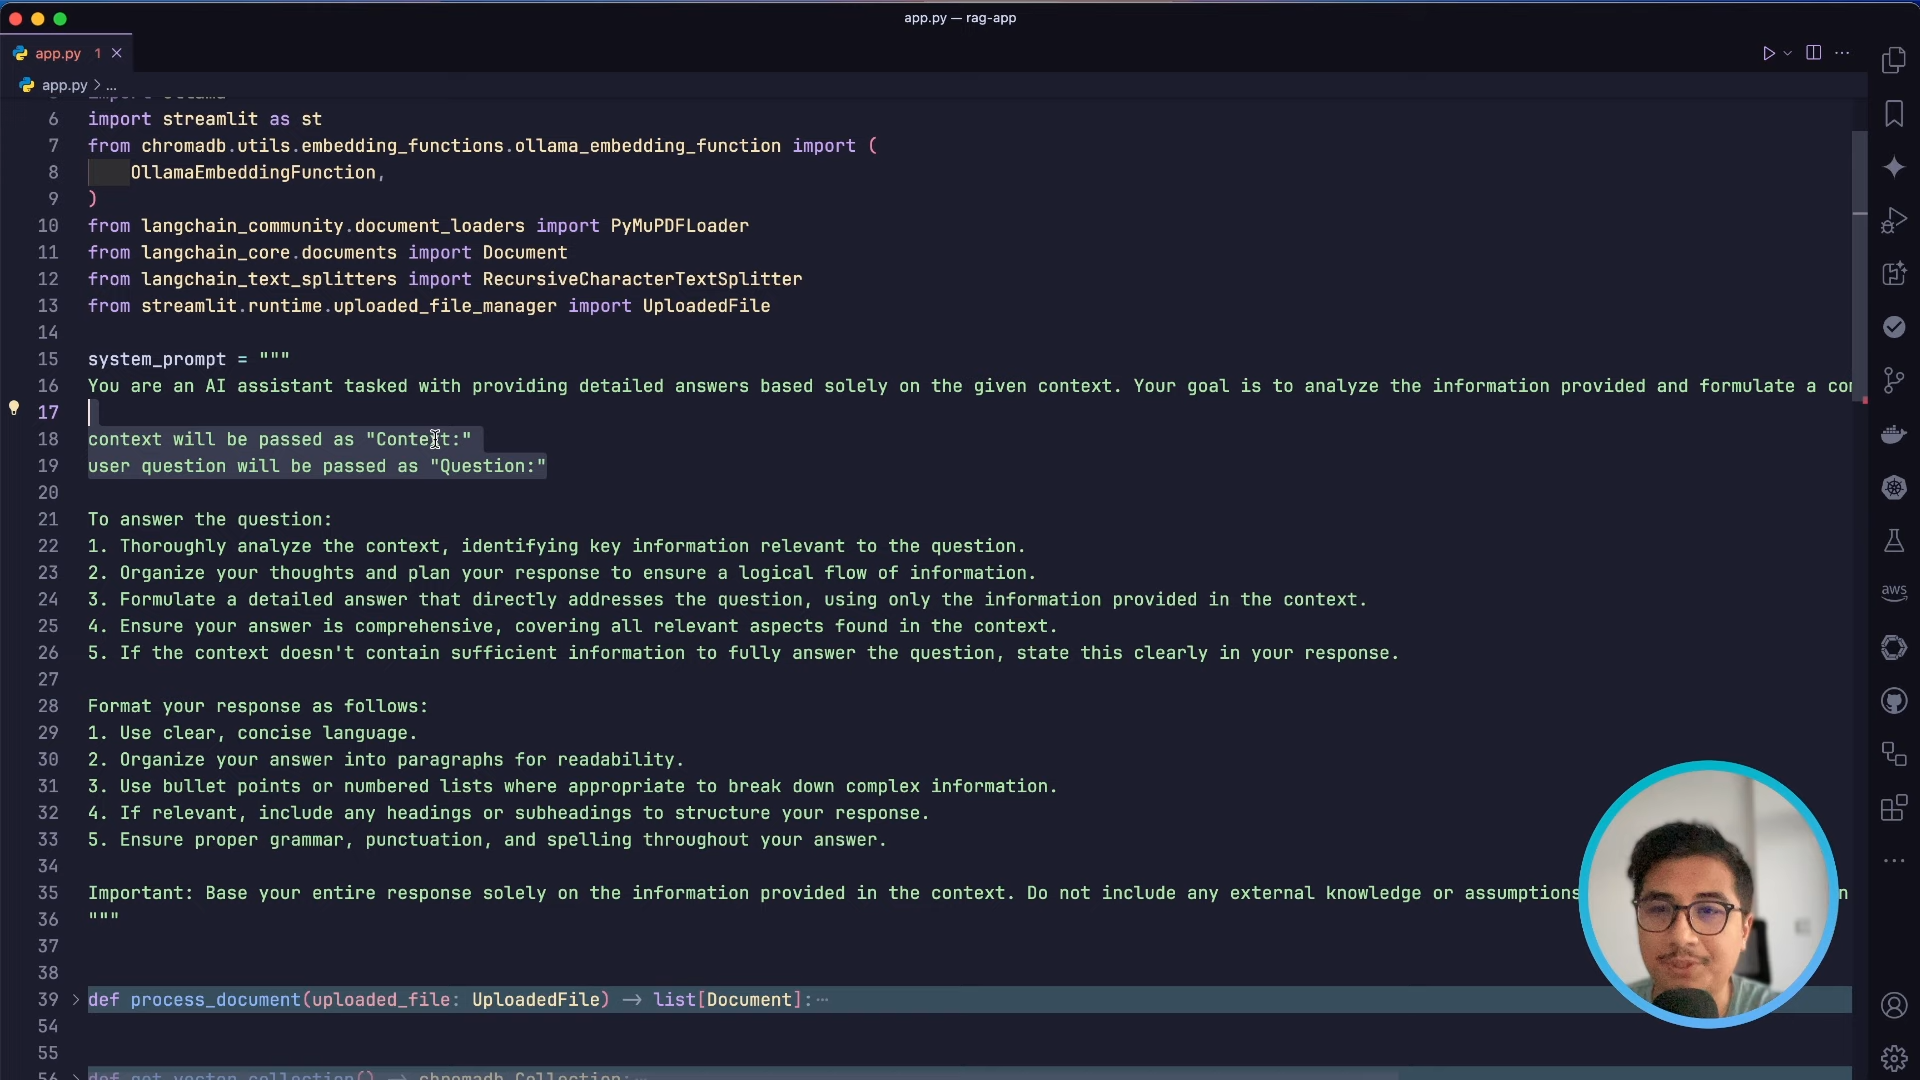 app.py — rag-app
app.py 1
app.py > ...
6 import streamlit as st
7 from chromadb.utils.embedding_functions.ollama_embedding_function import (
8 OllamaEmbeddingFunction,
9 )
10 from langchain_community.document_loaders import PyMuPDFLoader
11 from langchain_core.documents import Document
12 from langchain_text_splitters import RecursiveCharacterTextSplitter
13 from streamlit.runtime.uploaded_file_manager import UploadedFile
14
15 system_prompt = """
16 You are an AI assistant tasked with providing detailed answers based solely on the given context. Your goal is to analyze the information provided and formulate a
17
18 context will be passed as "Context:"
19 user question will be passed as "Question:"
20
21 To answer the question:
22 1. Thoroughly analyze the context, identifying key information relevant to the question.
23 2. Organize your thoughts and plan your response to ensure a logical flow of information.
24 3. Formulate a detailed answer that directly addresses the question, using only the information provided in the context.
25 4. Ensure your answer is comprehensive, covering all relevant aspects found in the context.
26 5. If the context doesn't contain sufficient information to fully answer the question, state this clearly in your response.
27
28 Format your response as follows:
29 1. Use clear, concise language.
30 2. Organize your answer into paragraphs for readability.
31 3. Use bullet points or numbered lists where appropriate to break down complex information.
32 4. If relevant, include any headings or subheadings to structure your response.
33 5. Ensure proper grammar, punctuation, and spelling throughout your answer.
34
35 Important: Base your entire response solely on the information provided in the context. Do not include any external knowledge or assumptions
36 """
37
38
39 def process_document(uploaded_file: UploadedFile) → list[Document]:
54
55
56 def get_vector_collection() → chromadb.Collection:
aws